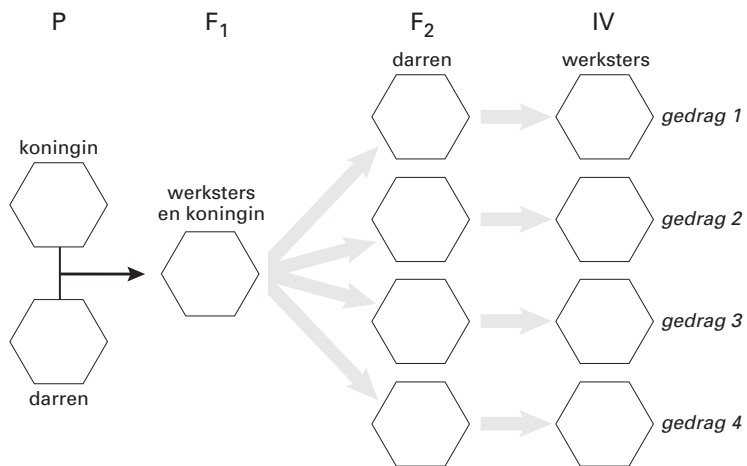 P F₁ F₂ IV
darren werksters
gedrag 1
koningin
werksters
en koningin
gedrag 2
gedrag 3
darren
gedrag 4